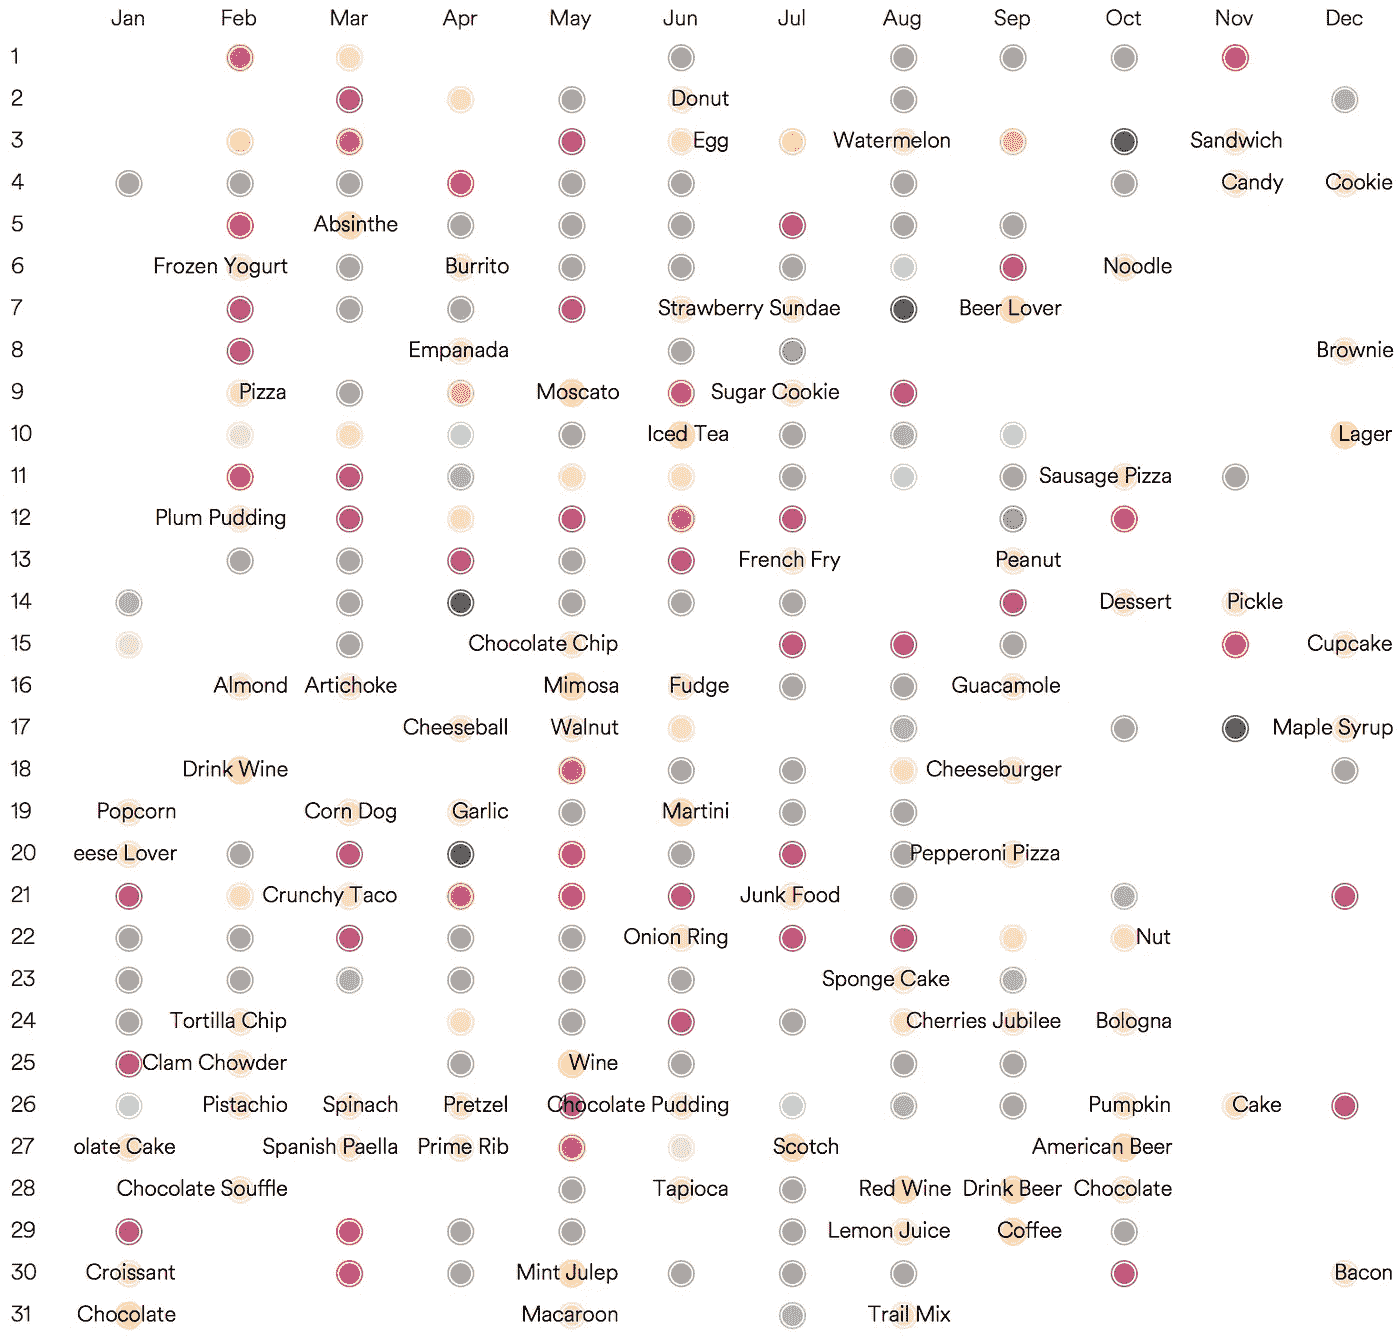 Jan Feb Mar Apr May Jun Jul Aug Sep Oct Nov Dec
1
2 Donut
3 Egg Watermelon Sandwich
4 Candy Cookie
5 Absinthe
6 Frozen Yogurt Burrito Noodle
7 Strawberry Sundae Beer Lover
8 Empanada Brownie
9 Pizza Moscato Sugar Cookie
10 Iced Tea Lager
11 Sausage Pizza
12 Plum Pudding
13 French Fry Peanut
14 Dessert Pickle
15 Chocolate Chip Cupcake
16 Almond Artichoke Mimosa Fudge Guacamole
17 Cheeseball Walnut Maple Syrup
18 Drink Wine Cheeseburger
19 Popcorn Corn Dog Garlic Martini
20 eese Lover Pepperoni Pizza
21 Crunchy Taco Junk Food
22 Onion Ring Nut
23 Sponge Cake
24 Tortilla Chip Cherries Jubilee Bologna
25 Clam Chowder Wine
26 Pistachio Spinach Pretzel Chocolate Pudding Pumpkin Cake
27 olate Cake Spanish Paella Prime Rib Scotch American Beer
28 Chocolate Souffle Tapioca Red Wine Drink Beer Chocolate
29 Lemon Juice Coffee
30 Croissant Mint Julep Bacon
31 Chocolate Macaroon Trail Mix